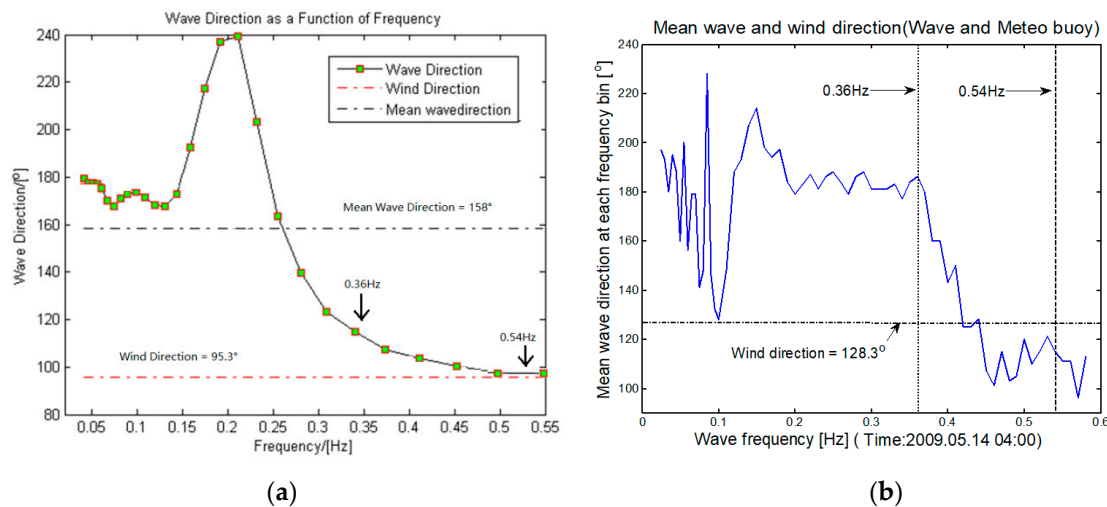 Wave Direction as a Function of Frequency
Wave Direction/[º]
240
220
200
180
160
140
120
100
80
Wave Direction
Wind Direction
Mean wavedirection
Mean Wave Direction = 158°
0.36Hz
0.54Hz
Wind Direction = 95.3°
0.05 0.1 0.15 0.2 0.25 0.3 0.35 0.4 0.45 0.5 0.55
Frequency/[Hz]
(a)
Mean wave and wind direction(Wave and Meteo buoy)
Mean wave direction at each frequency bin [º]
240
220
200
180
160
140
120
100
0.36Hz
0.54Hz
Wind direction = 128.3º
0 0.1 0.2 0.3 0.4 0.5 0.6
Wave frequency [Hz] ( Time:2009.05.14 04:00)
(b)